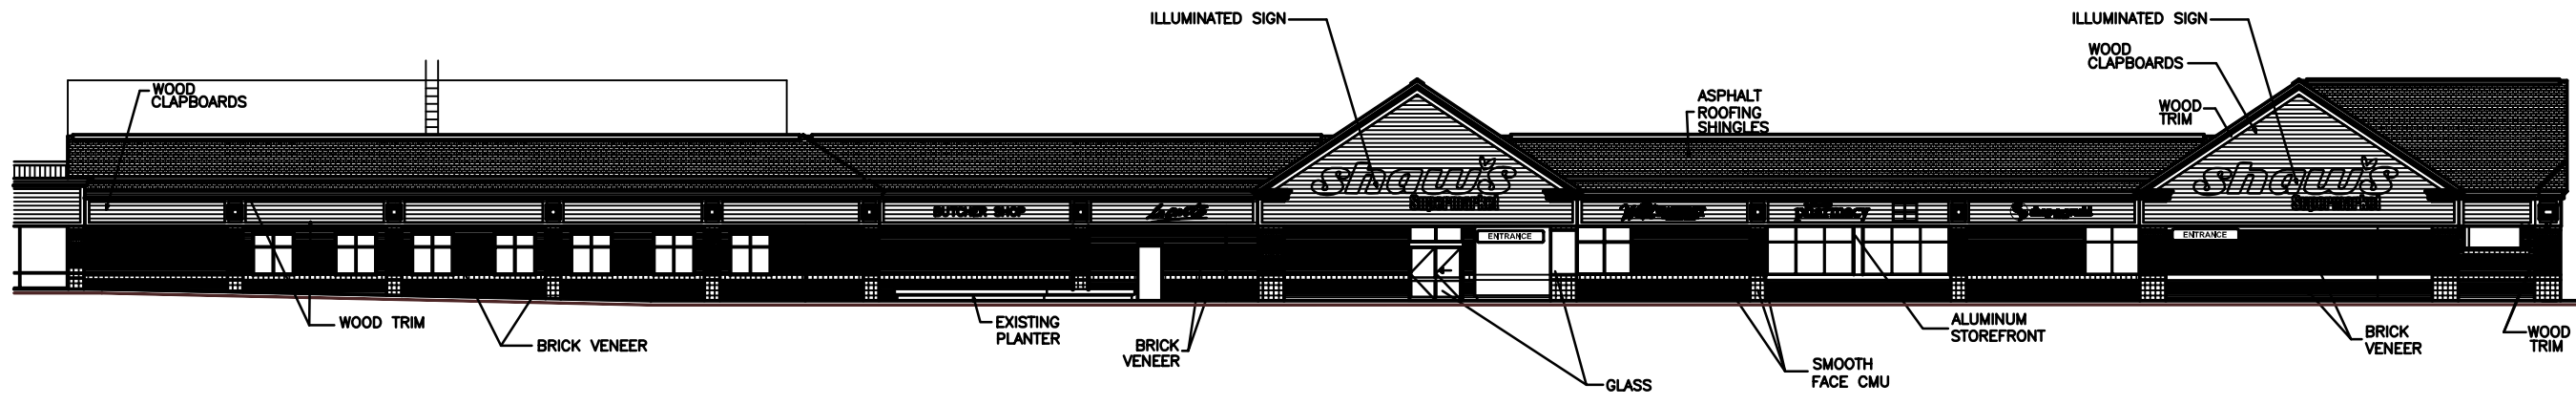 ILLUMINATED SIGN
ILLUMINATED SIGN
WOOD
CLAPBOARDS
WOOD
CLAPBOARDS
ASPHALT
ROOFING
SHINGLES
WOOD
TRIM
shaw's
Supermarket
shaw's
Supermarket
BUTCHER SHOP
pharmacy
ENTRANCE
ENTRANCE
WOOD TRIM
BRICK VENEER
EXISTING
PLANTER
BRICK
VENEER
GLASS
SMOOTH
FACE CMU
ALUMINUM
STOREFRONT
BRICK
VENEER
WOOD
TRIM